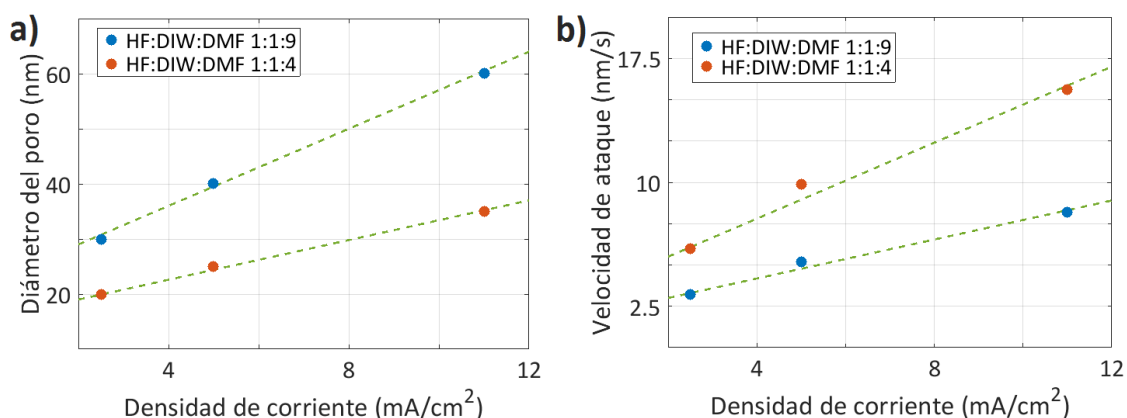 a)
HF:DIW:DMF 1:1:9
HF:DIW:DMF 1:1:4
Diámetro del poro (nm)
60
40
20
4 8 12
Densidad de corriente (mA/cm²)
b)
HF:DIW:DMF 1:1:9
HF:DIW:DMF 1:1:4
Velocidad de ataque (nm/s)
17.5
10
2.5
4 8 12
Densidad de corriente (mA/cm²)